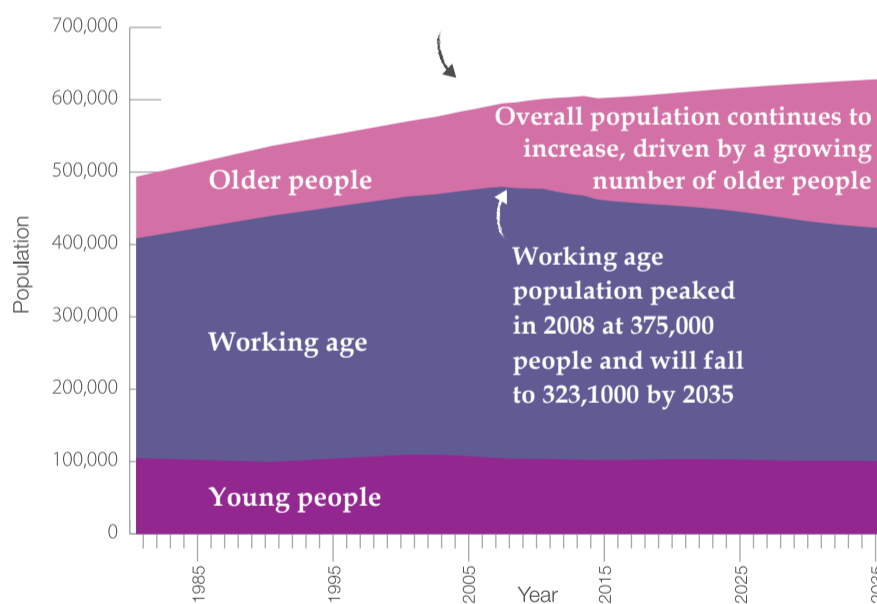 700,000
600,000
500,000
400,000
300,000
200,000
100,000
0
Population
Older people
Overall population continues to
increase, driven by a growing
number of older people
Working age
Working age
population peaked
in 2008 at 375,000
people and will fall
to 323,1000 by 2035
Young people
1985
1995
2005
2015
2025
2035
Year